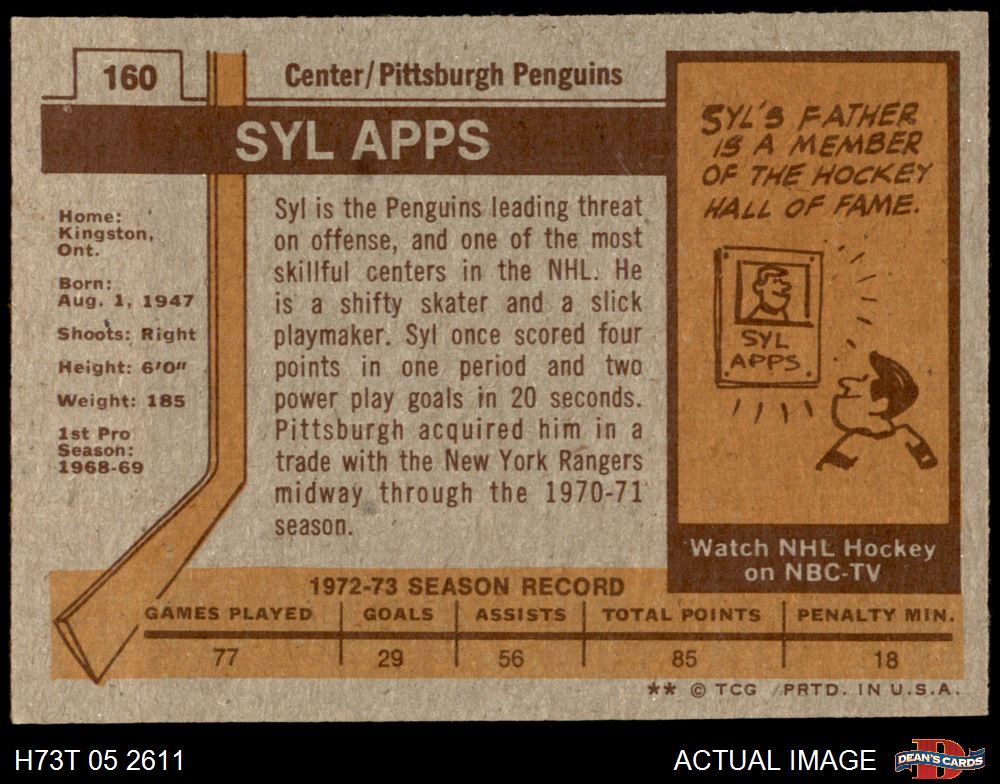 160
Center/Pittsburgh Penguins
SYL APPS
Home:
Kingston,
Ont.
Born:
Aug. 1, 1947
Shoots: Right
Height: 6'0"
Weight: 185
1st Pro
Season:
1968-69
Syl is the Penguins leading threat
on offense, and one of the most
skillful centers in the NHL. He
is a shifty skater and a slick
playmaker. Syl once scored four
points in one period and two
power play goals in 20 seconds.
Pittsburgh acquired him in a
trade with the New York Rangers
midway through the 1970-71
season.
SYL'S FATHER
IS A MEMBER
OF THE HOCKEY
HALL OF FAME.
SYL
APPS
Watch NHL Hockey
on NBC-TV
1972-73 SEASON RECORD
GAMES PLAYED GOALS ASSISTS TOTAL POINTS PENALTY MIN.
77 29 56 85 18
** © TCG PRTD. IN U.S.A.
H73T 05 2611
ACTUAL IMAGE
DEAN'S CARDS